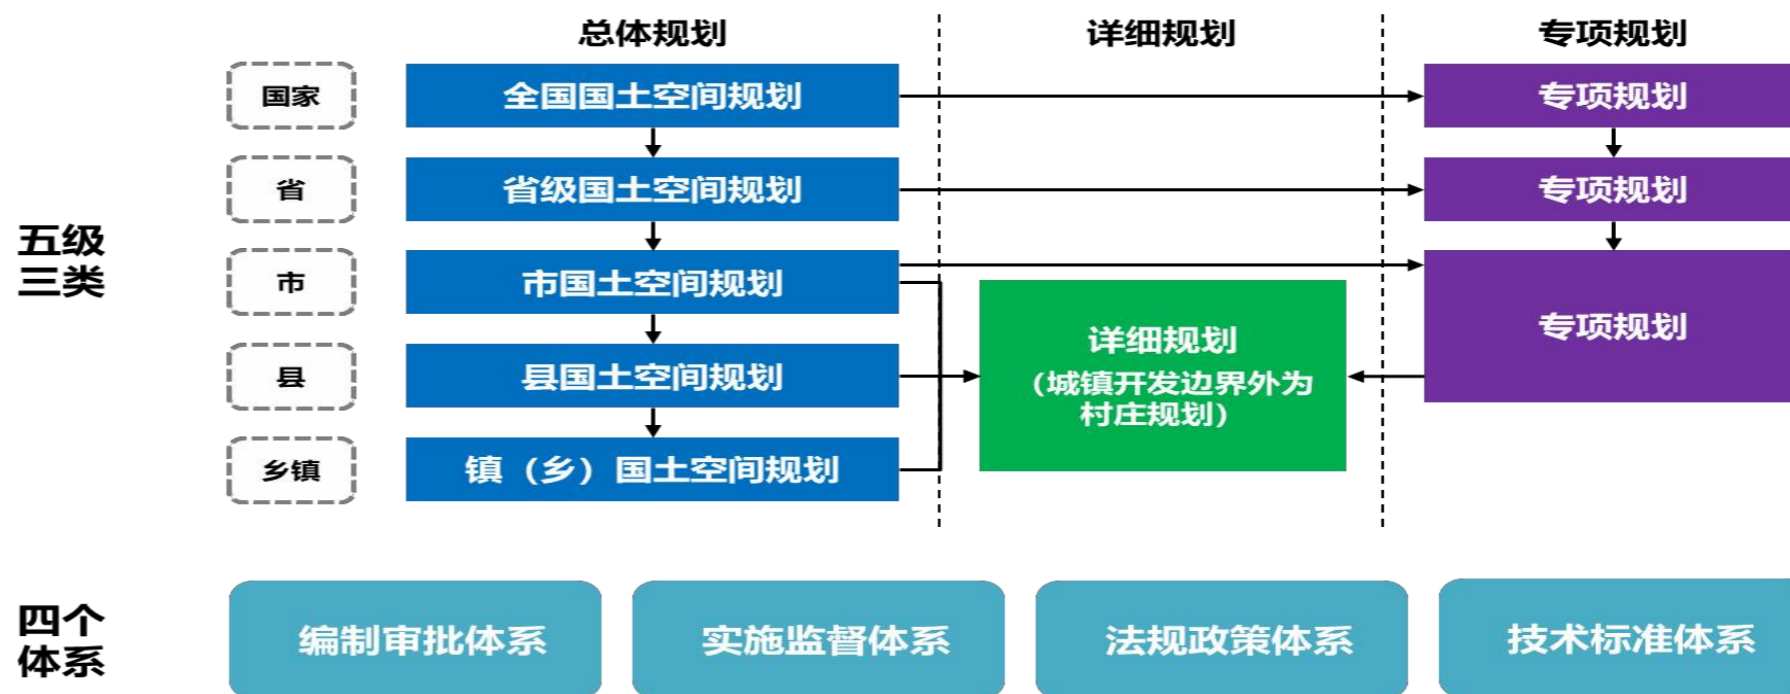 总体规划
详细规划
专项规划
国家
全国国土空间规划
专项规划
省
省级国土空间规划
专项规划
五级
三类
市
市国土空间规划
详细规划
（城镇开发边界外为
村庄规划）
专项规划
县
县国土空间规划
乡镇
镇（乡）国土空间规划
四个
体系
编制审批体系
实施监督体系
法规政策体系
技术标准体系